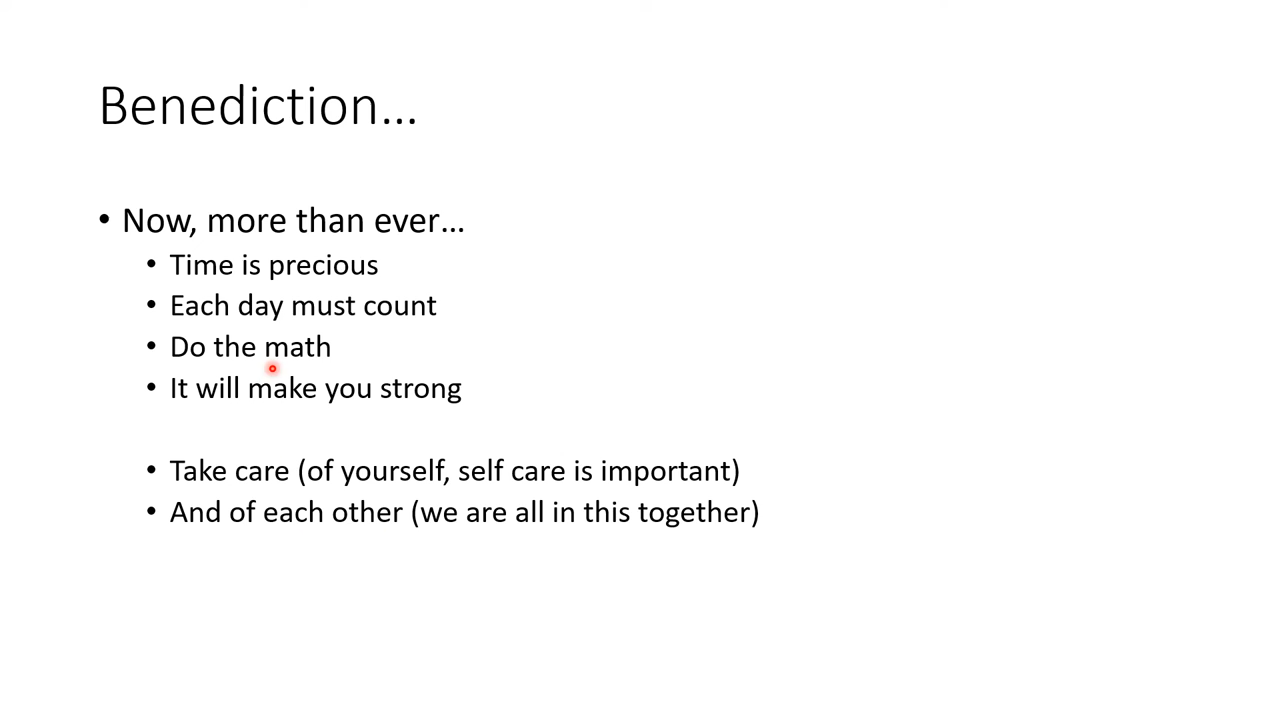 Benediction…
• Now, more than ever…
• Time is precious
• Each day must count
• Do the math
• It will make you strong
• Take care (of yourself, self care is important)
• And of each other (we are all in this together)